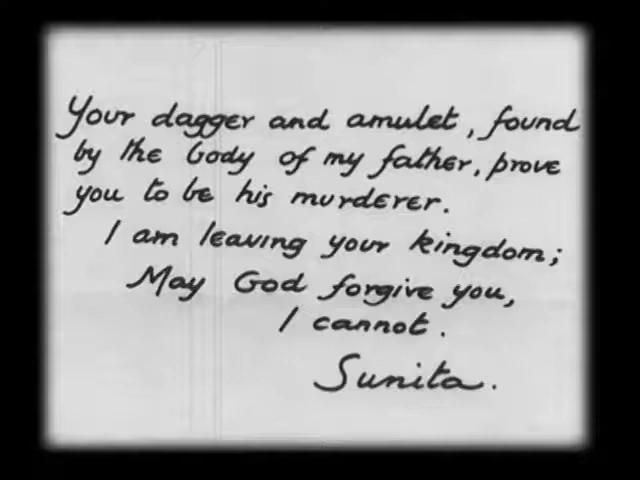 Your dagger and amulet, found
by the body of my father, prove
you to be his murderer.
I am leaving your kingdom;
May God forgive you,
I cannot.
Sunita.